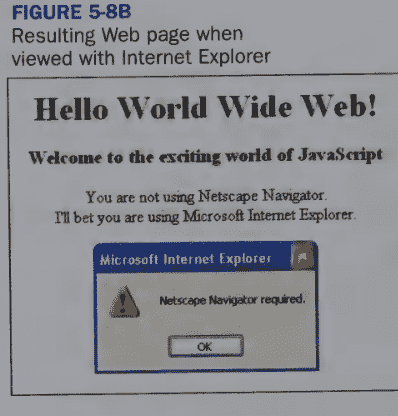 FIGURE 5-8B
Resulting Web page when
viewed with Internet Explorer
Hello World Wide Web!
Welcome to the exciting world of JavaScript
You are not using Netscape Navigator.
I'll bet you are using Microsoft Internet Explorer.
Microsoft Internet Explorer
Netscape Navigator required.
OK